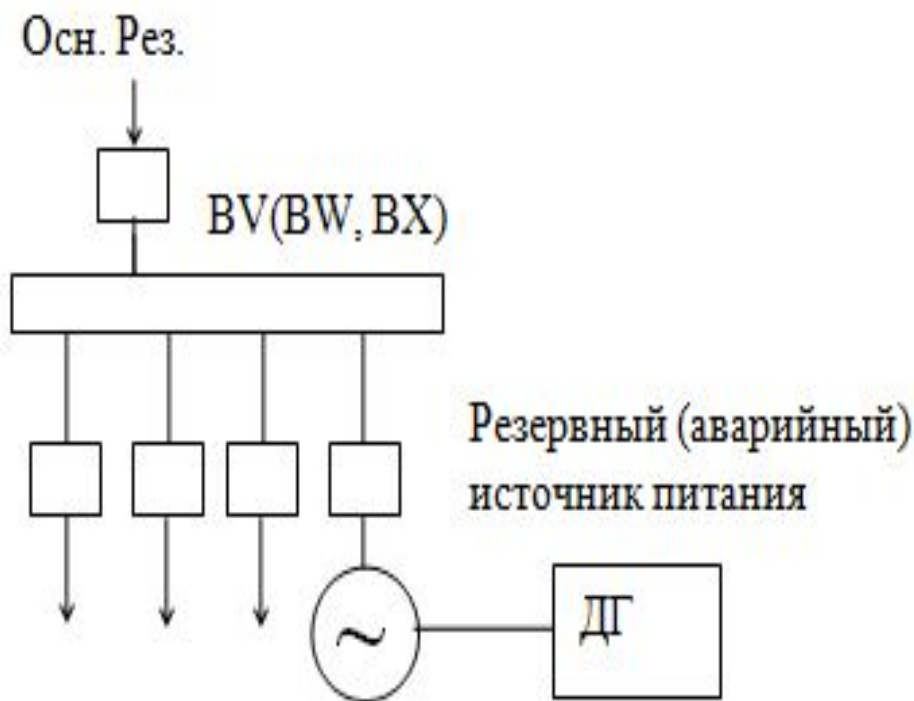 Осн. Рез.
BV(BW, BX)
Резервный (аварийный)
источник питания
~
ДГ